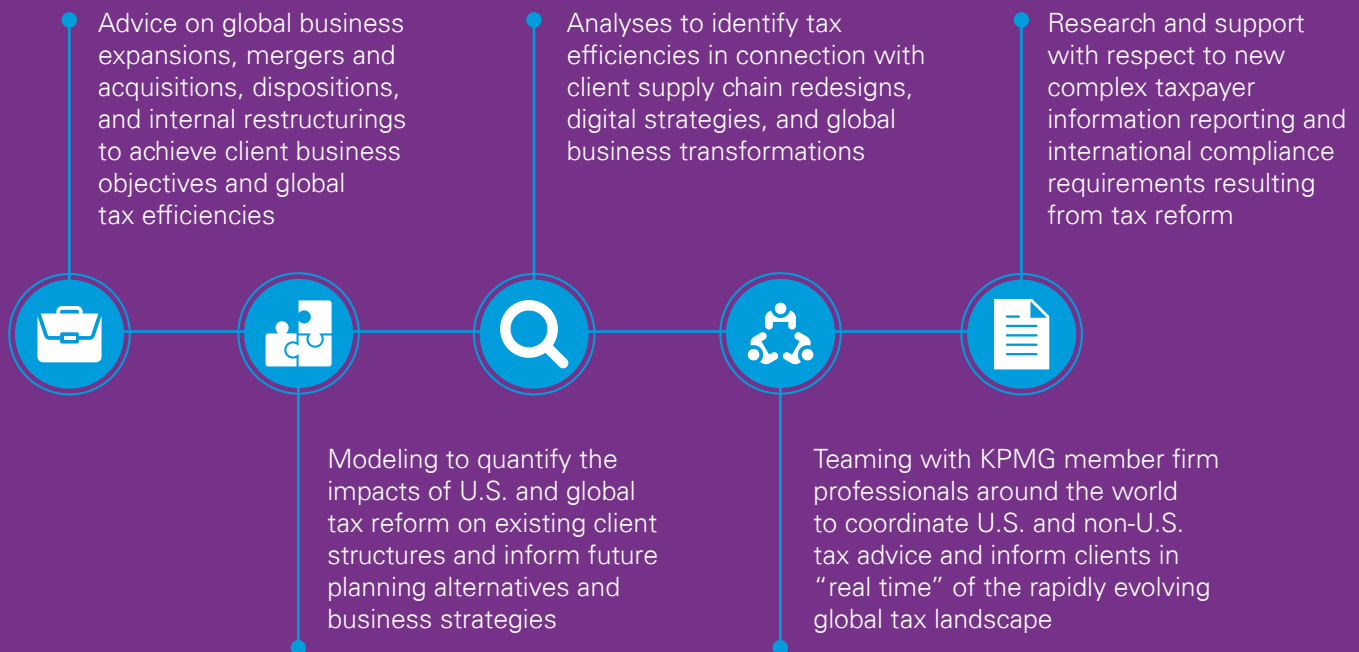 Advice on global business
expansions, mergers and
acquisitions, dispositions,
and internal restructurings
to achieve client business
objectives and global
tax efficiencies
Modeling to quantify the
impacts of U.S. and global
tax reform on existing client
structures and inform future
planning alternatives and
business strategies
Analyses to identify tax
efficiencies in connection with
client supply chain redesigns,
digital strategies, and global
business transformations
Teaming with KPMG member firm
professionals around the world
to coordinate U.S. and non-U.S.
tax advice and inform clients in
“real time” of the rapidly evolving
global tax landscape
Research and support
with respect to new
complex taxpayer
information reporting and
international compliance
requirements resulting
from tax reform